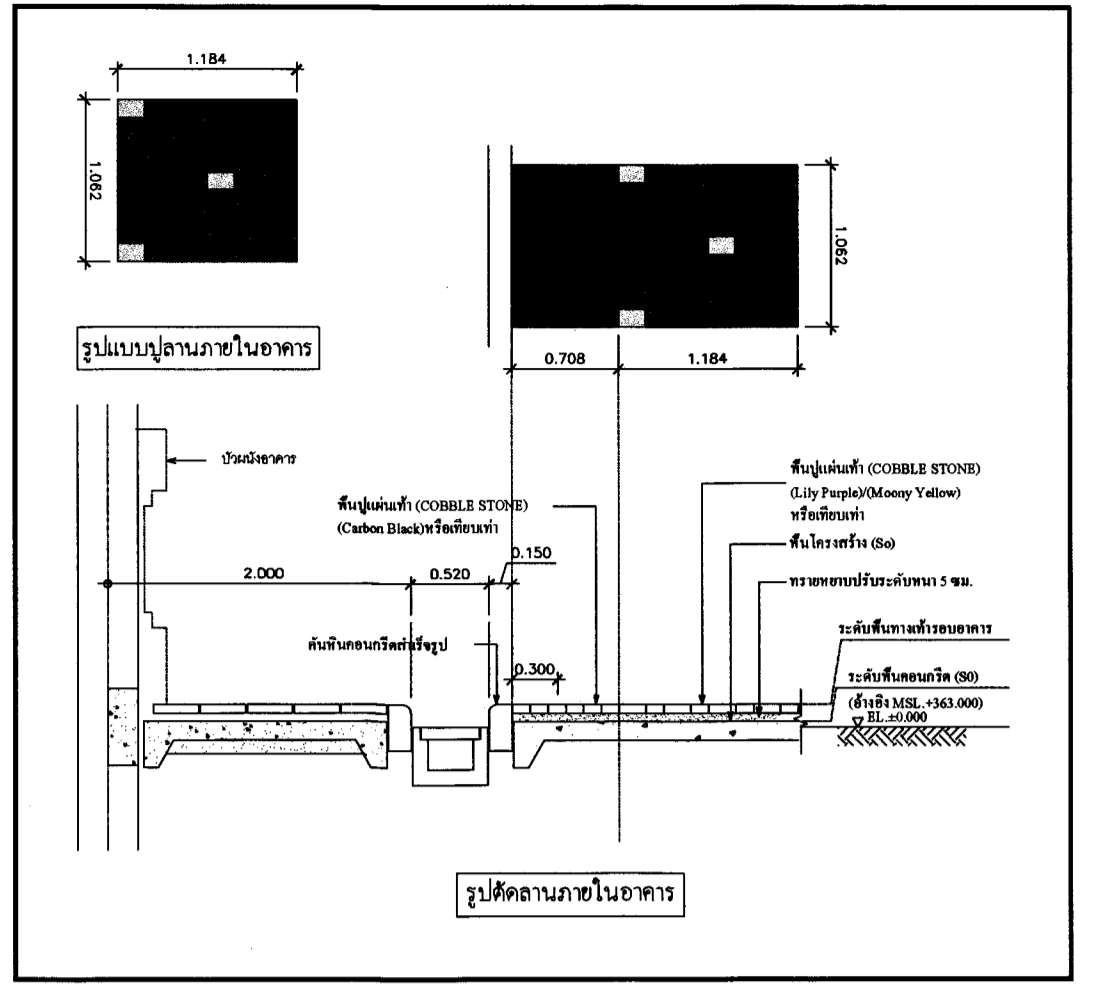 1.184
1.062
1.062
รูปแบบปูลานภายในอาคาร
0.708
1.184
บัวผนังอาคาร
พื้นปูแผ่นเท้า (COBBLE STONE)
(Lily Purple)/(Moony Yellow)
หรือเทียบเท่า
พื้นปูแผ่นเท้า (COBBLE STONE)
(Carbon Black)หรือเทียบเท่า
พื้นโครงสร้าง (So)
0.150
2.000
0.520
ทรายหยาบปรับระดับหนา 5 ซม.
ระดับพื้นทางเท้ารอบอาคาร
คันหินคอนกรีตสำเร็จรูป
0.300
ระดับพื้นคอนกรีต (S0)
(อ้างอิง MSL.+363.000)
EL.±0.000
รูปตัดลานภายในอาคาร